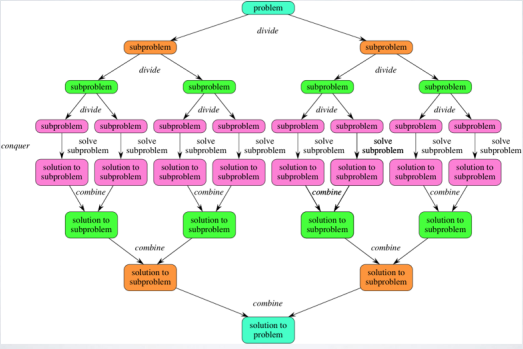 problem
divide
subproblem subproblem
divide divide
subproblem subproblem subproblem subproblem
divide divide divide divide
subproblem subproblem subproblem subproblem subproblem subproblem subproblem subproblem
conquer
solve solve solve solve solve solve solve solve
subproblem subproblem subproblem subproblem subproblem subproblem subproblem subproblem
solution to solution to solution to solution to solution to solution to solution to solution to
subproblem subproblem subproblem subproblem subproblem subproblem subproblem subproblem
combine combine combine combine
solution to solution to solution to solution to
subproblem subproblem subproblem subproblem
combine combine
solution to solution to
subproblem subproblem
combine
solution to
problem